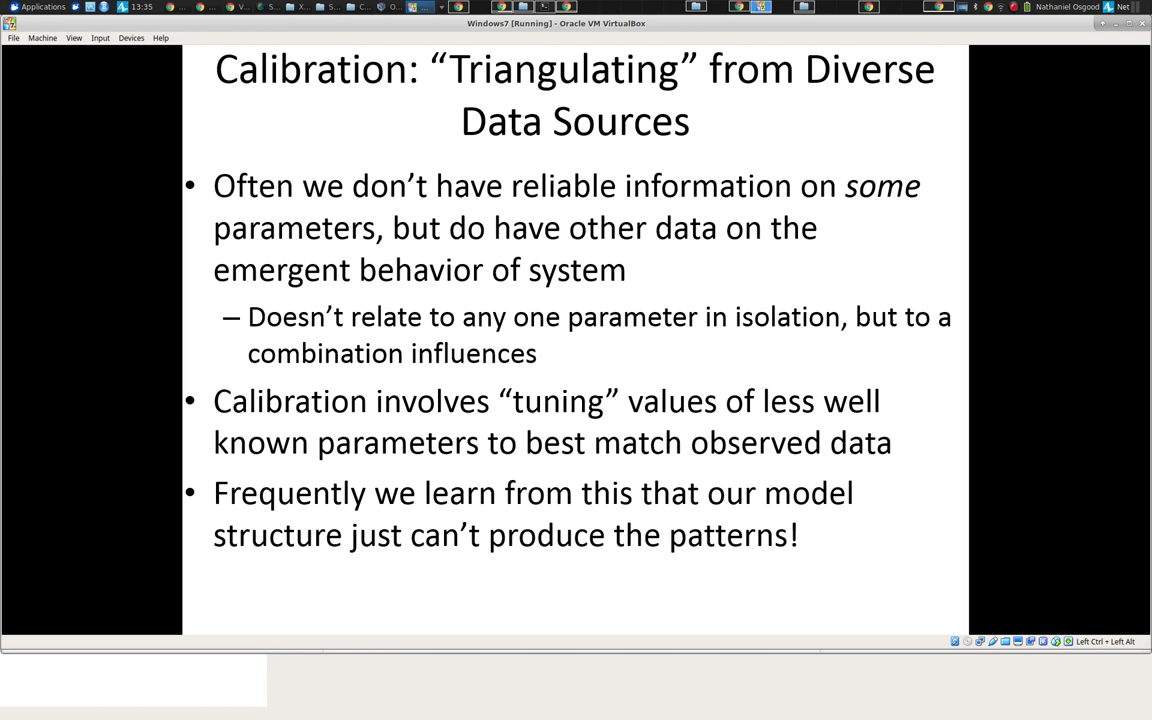 Applications
13:35
V...
S...
X...
S...
C...
O...
...
Nathaniel Osgood
Net
Windows7 [Running] - Oracle VM VirtualBox
File Machine View Input Devices Help
Calibration: “Triangulating” from Diverse
Data Sources
• Often we don’t have reliable information on some
parameters, but do have other data on the
emergent behavior of system
– Doesn’t relate to any one parameter in isolation, but to a
combination influences
• Calibration involves “tuning” values of less well
known parameters to best match observed data
• Frequently we learn from this that our model
structure just can’t produce the patterns!
Left Ctrl + Left Alt